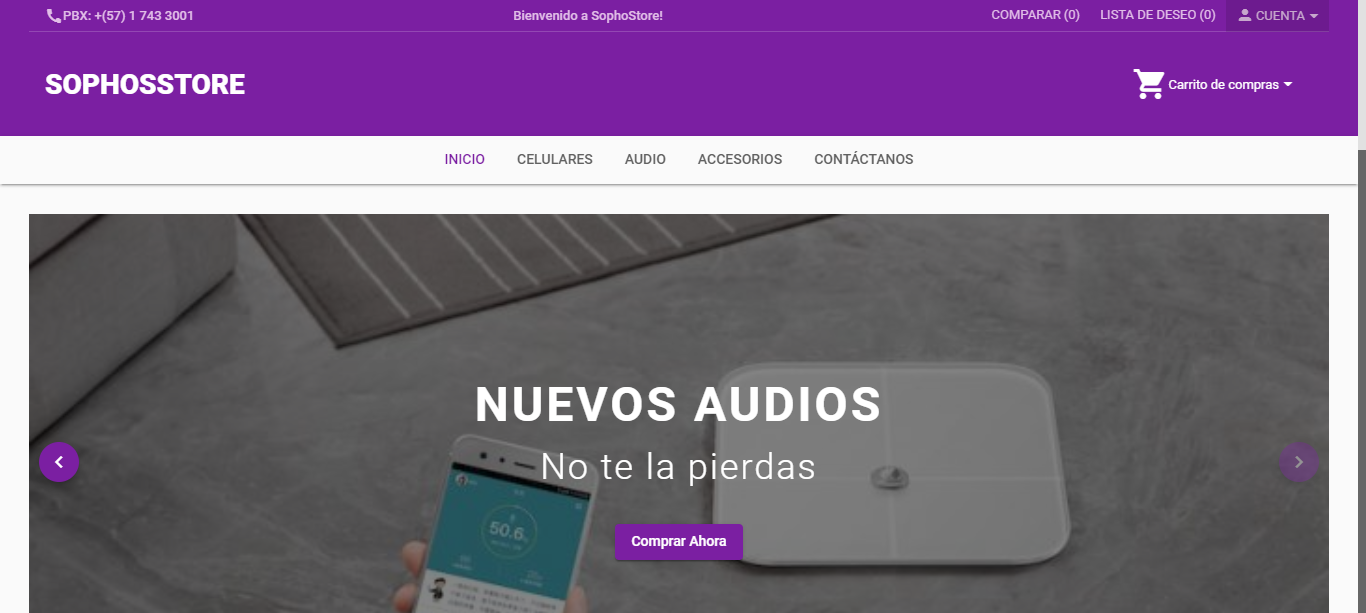 PBX: +(57) 1 743 3001
Bienvenido a SophoStore!
COMPARAR (0)
LISTA DE DESEO (0)
CUENTA
SOPHOSSTORE
Carrito de compras
INICIO
CELULARES
AUDIO
ACCESORIOS
CONTÁCTANOS
NUEVOS AUDIOS
No te la pierdas
50.6
Comprar Ahora